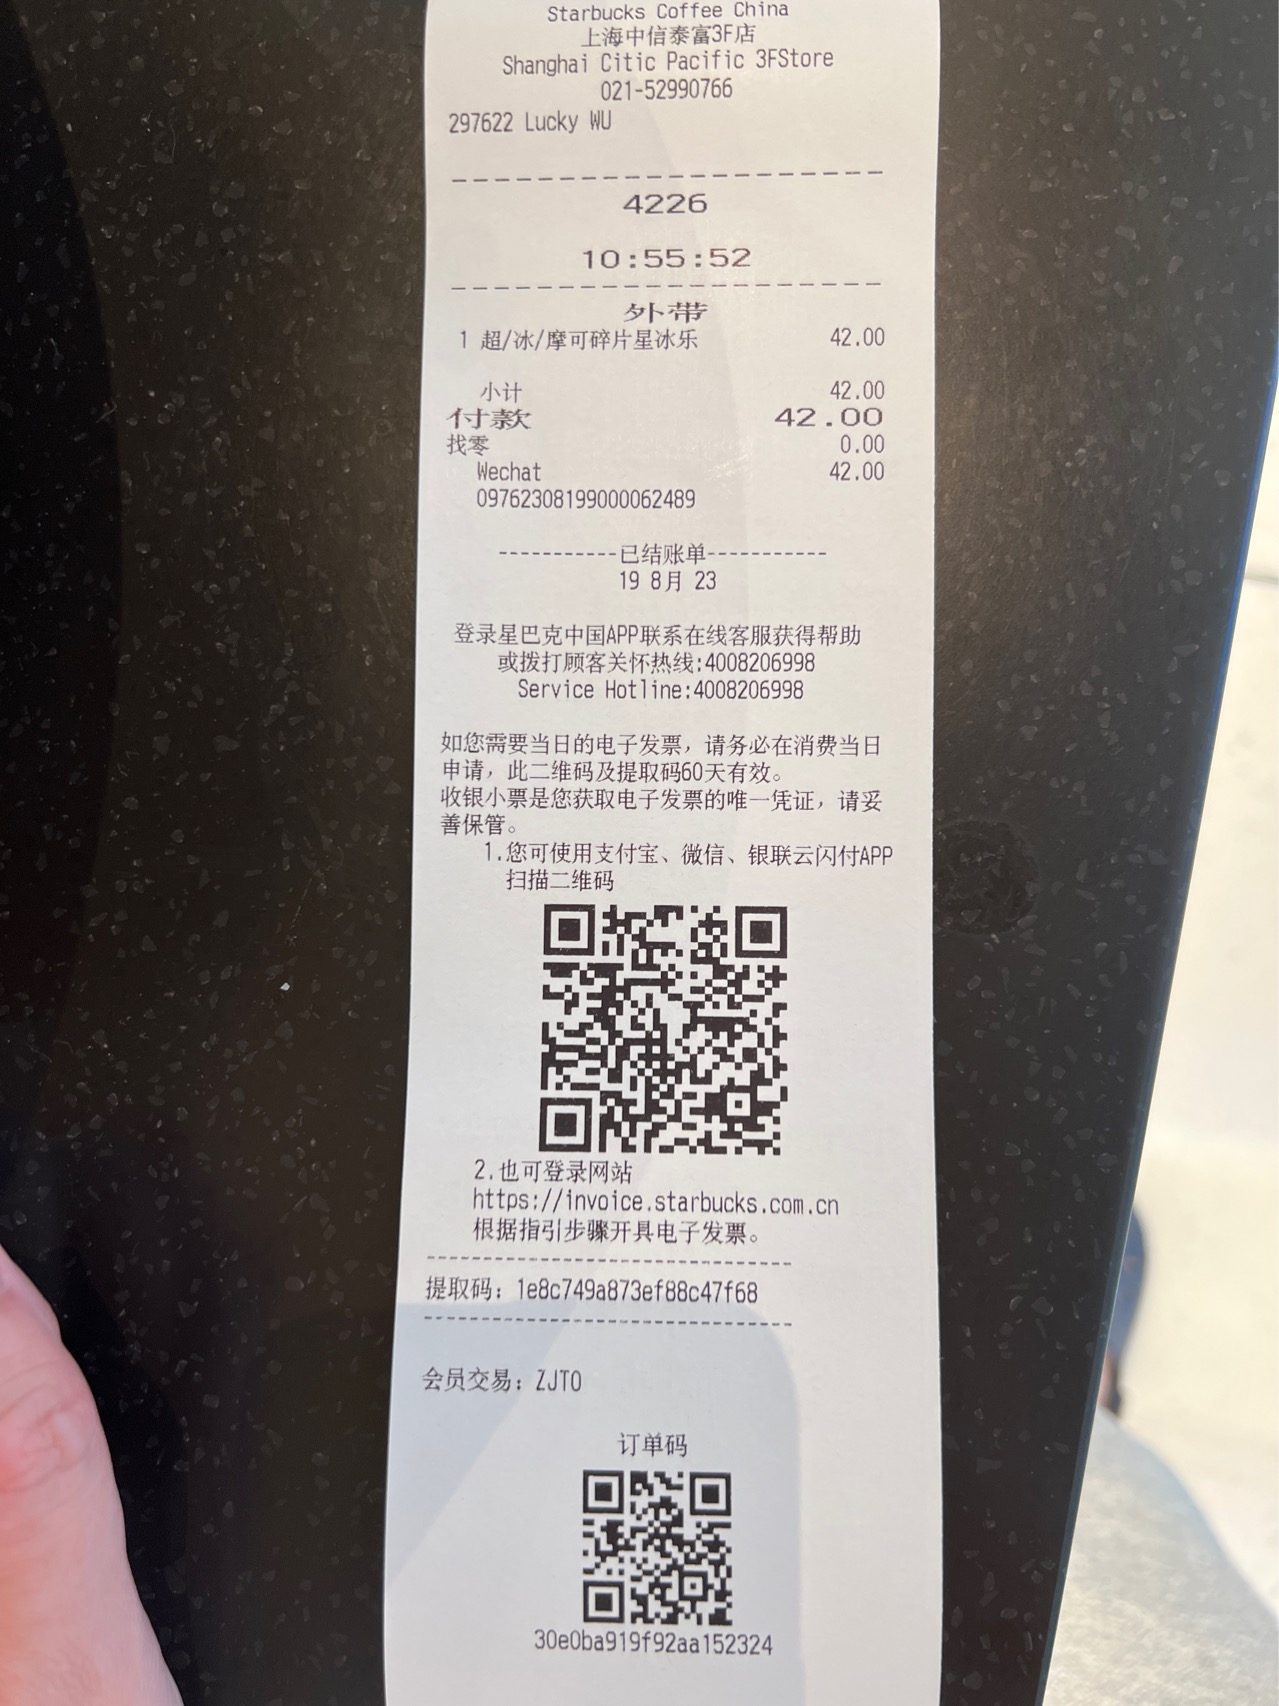 Starbucks Coffee China
上海中信泰富3F店
Shanghai Citic Pacific 3FStore
021-52990766
297622 Lucky WU
4226
10:55:52
外带
1 超/冰/摩可碎片星冰乐 42.00
小计 42.00
付款 42.00
找零 0.00
Wechat 42.00
09762308199000062489
-----------已结账单-----------
19 8月 23
登录星巴克中国APP联系在线客服获得帮助
或拨打顾客关怀热线:4008206998
Service Hotline:4008206998
如您需要当日的电子发票，请务必在消费当日
申请，此二维码及提取码60天有效。
收银小票是您获取电子发票的唯一凭证，请妥
善保管。
1.您可使用支付宝、微信、银联云闪付APP
扫描二维码
2.也可登录网站
https://invoice.starbucks.com.cn
根据指引步骤开具电子发票。
提取码：1e8c749a873ef88c47f68
会员交易：ZJTO
订单码
30e0ba919f92aa152324